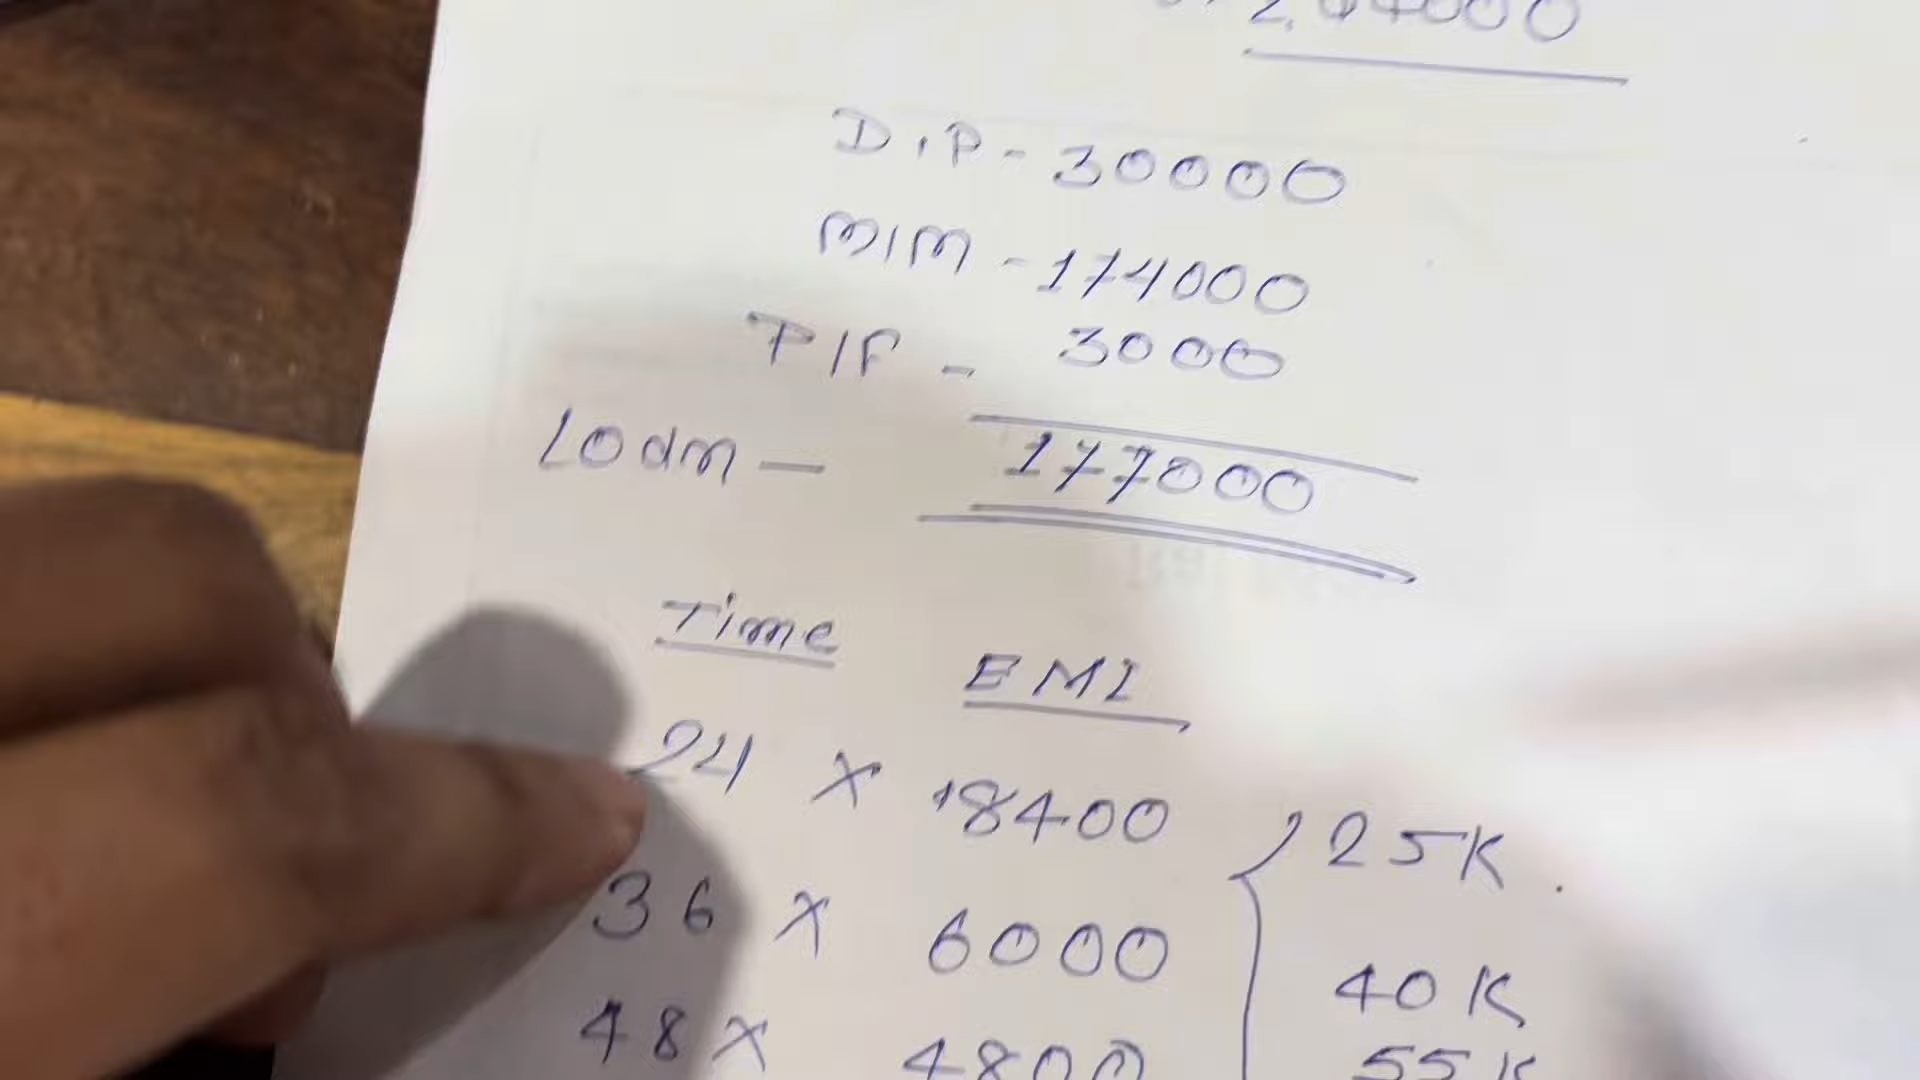 D.P - 30000
M/M - 174000
P/F - 3000
Loan - 177000
Time EMI
24 x 18400 25K.
36 x 6000 40K
48 x 4800 55K